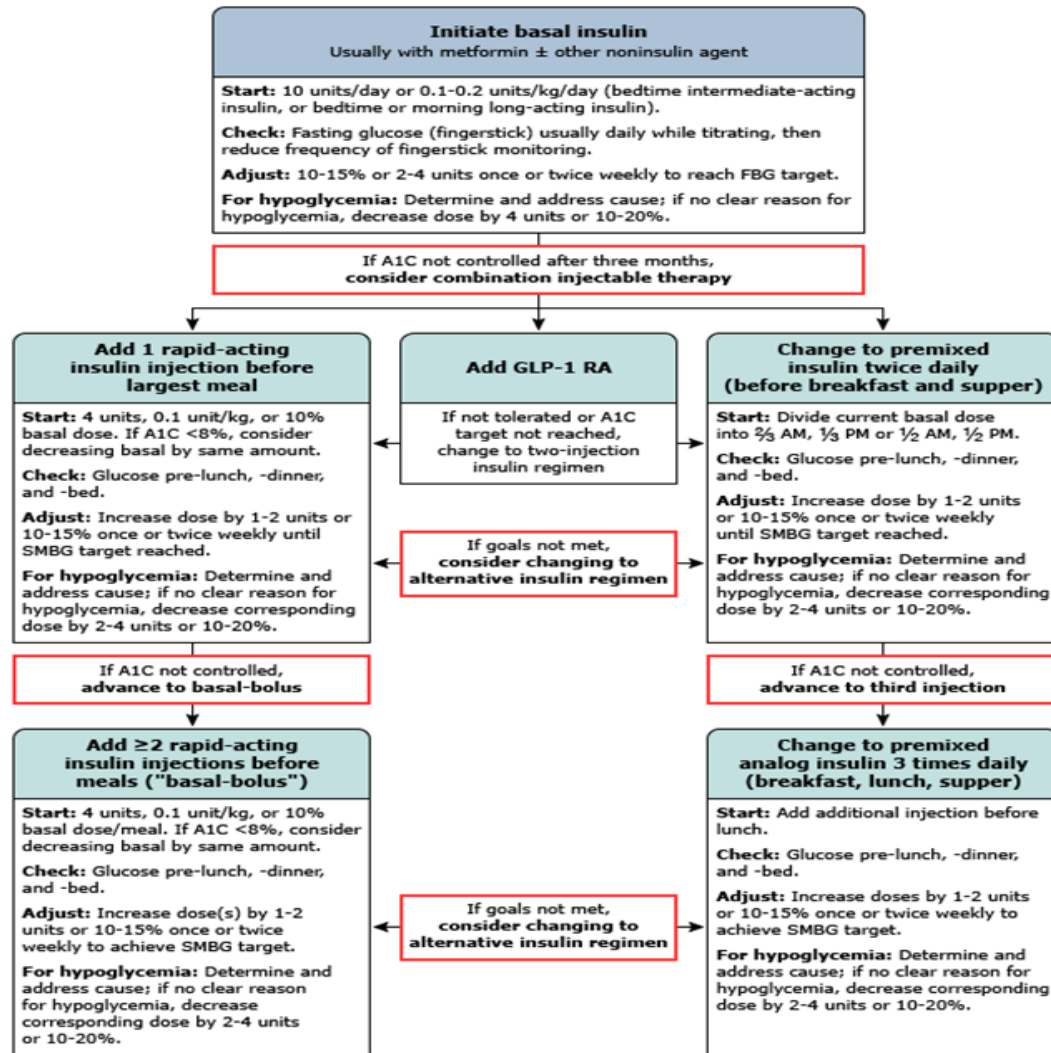 Initiate basal insulin
Usually with metformin ± other noninsulin agent
Start: 10 units/day or 0.1-0.2 units/kg/day (bedtime intermediate-acting
insulin, or bedtime or morning long-acting insulin).
Check: Fasting glucose (fingerstick) usually daily while titrating, then
reduce frequency of fingerstick monitoring.
Adjust: 10-15% or 2-4 units once or twice weekly to reach FBG target.
For hypoglycemia: Determine and address cause; if no clear reason for
hypoglycemia, decrease dose by 4 units or 10-20%.
If A1C not controlled after three months,
consider combination injectable therapy
Add 1 rapid-acting
insulin injection before
largest meal
Start: 4 units, 0.1 unit/kg, or 10%
basal dose. If A1C <8%, consider
decreasing basal by same amount.
Check: Glucose pre-lunch, -dinner,
and -bed.
Adjust: Increase dose by 1-2 units or
10-15% once or twice weekly until
SMBG target reached.
For hypoglycemia: Determine and
address cause; if no clear reason for
hypoglycemia, decrease corresponding
dose by 2-4 units or 10-20%.
Add GLP-1 RA
If not tolerated or A1C
target not reached,
change to two-injection
insulin regimen
Change to premixed
insulin twice daily
(before breakfast and supper)
Start: Divide current basal dose
into ⅔ AM, ⅓ PM or ½ AM, ½ PM.
Check: Glucose pre-lunch, -dinner,
and -bed.
Adjust: Increase dose by 1-2 units
or 10-15% once or twice weekly
until SMBG target reached.
For hypoglycemia: Determine and
address cause; if no clear reason for
hypoglycemia, decrease corresponding
dose by 2-4 units or 10-20%.
If goals not met,
consider changing to
alternative insulin regimen
If A1C not controlled,
advance to basal-bolus
If A1C not controlled,
advance to third injection
Add ≥2 rapid-acting
insulin injections before
meals ("basal-bolus")
Start: 4 units, 0.1 unit/kg, or 10%
basal dose/meal. If A1C <8%, consider
decreasing basal by same amount.
Check: Glucose pre-lunch, -dinner,
and -bed.
Adjust: Increase dose(s) by 1-2
units or 10-15% once or twice
weekly to achieve SMBG target.
For hypoglycemia: Determine and
address cause; if no clear reason
for hypoglycemia, decrease
corresponding dose by 2-4 units
or 10-20%.
If goals not met,
consider changing to
alternative insulin regimen
Change to premixed
analog insulin 3 times daily
(breakfast, lunch, supper)
Start: Add additional injection before
lunch.
Check: Glucose pre-lunch, -dinner,
and -bed.
Adjust: Increase doses by 1-2 units
or 10-15% once or twice weekly to
achieve SMBG target.
For hypoglycemia: Determine and
address cause; if no clear reason for
hypoglycemia, decrease corresponding
dose by 2-4 units or 10-20%.